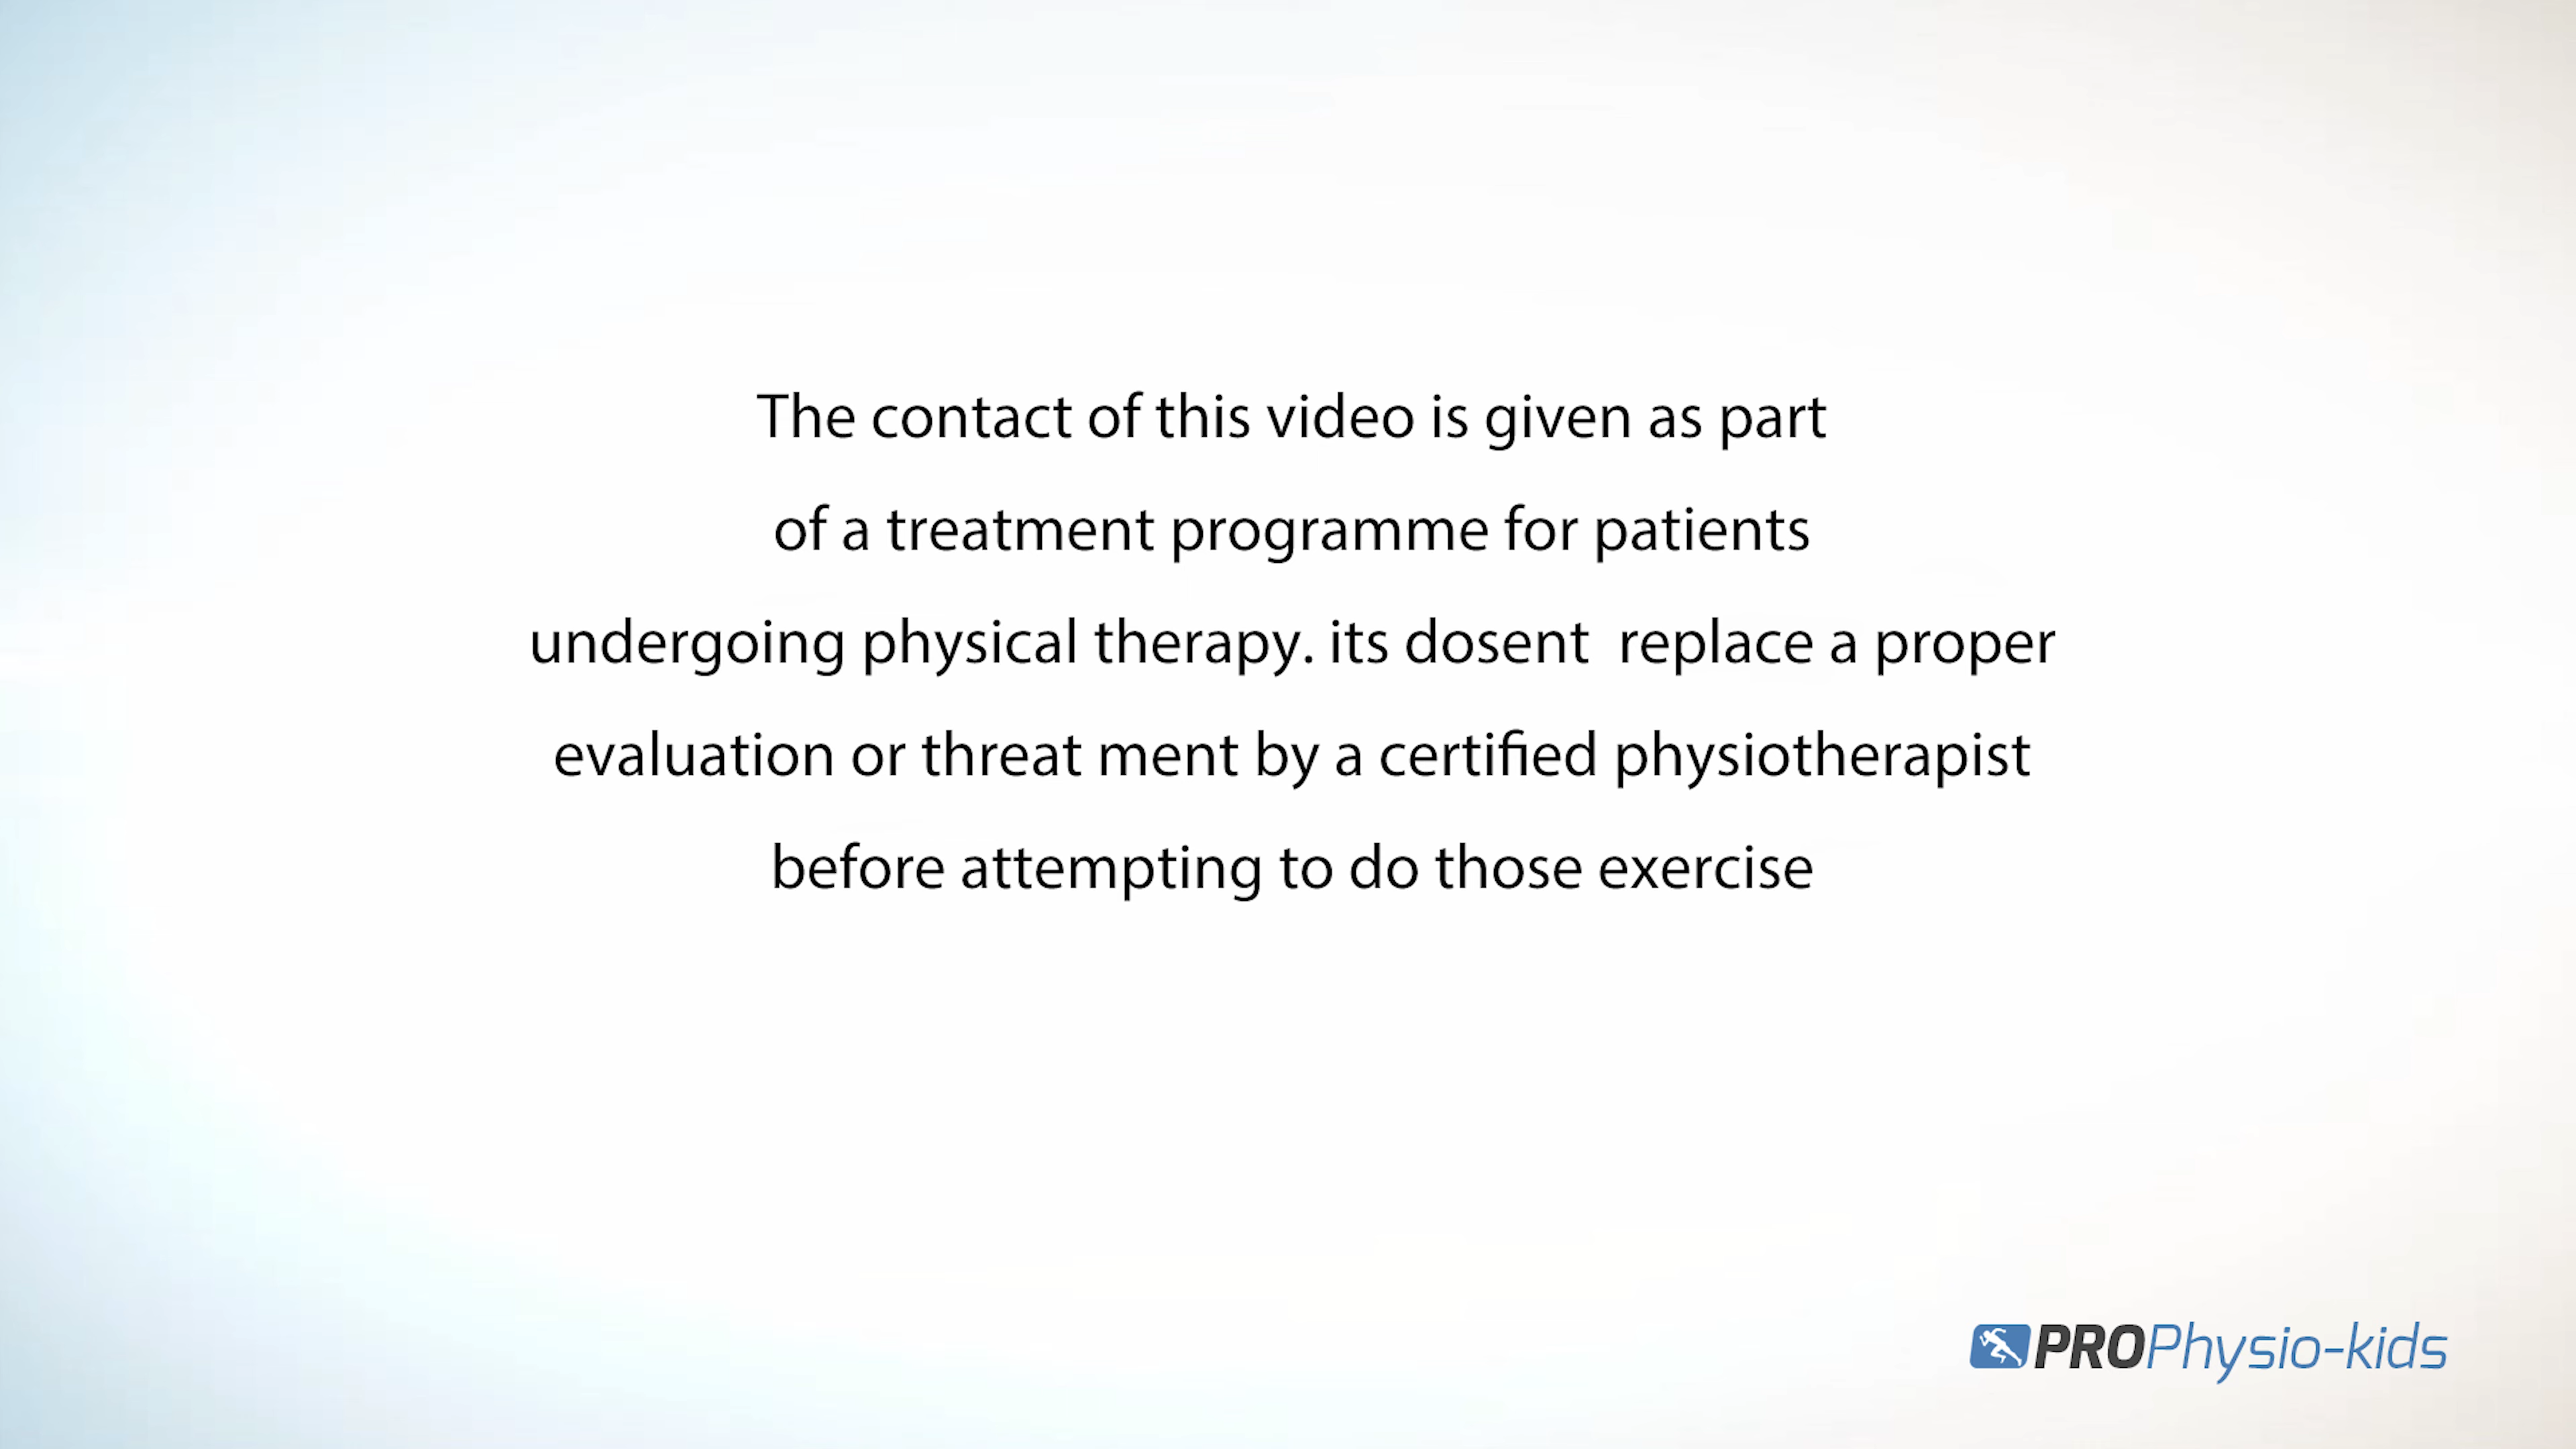 The contact of this video is given as part
of a treatment programme for patients
undergoing physical therapy. its dosent  replace a proper
evaluation or threat ment by a certified physiotherapist
before attempting to do those exercise
PROPhysio-kids